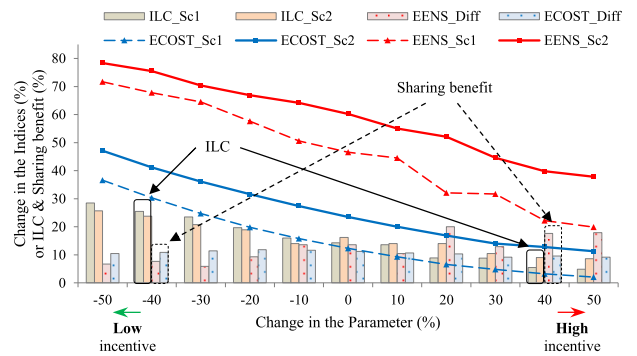 ILC_Sc1 ILC_Sc2 EENS_Diff ECOST_Diff
ECOST_Sc1 ECOST_Sc2 EENS_Sc1 EENS_Sc2
Change in the Indices (%)
or ILC & Sharing benefit (%)
80
70
60
50
40
30
20
10
0
Sharing benefit
ILC
-50 -40 -30 -20 -10 0 10 20 30 40 50
Change in the Parameter (%)
Low
incentive
High
incentive